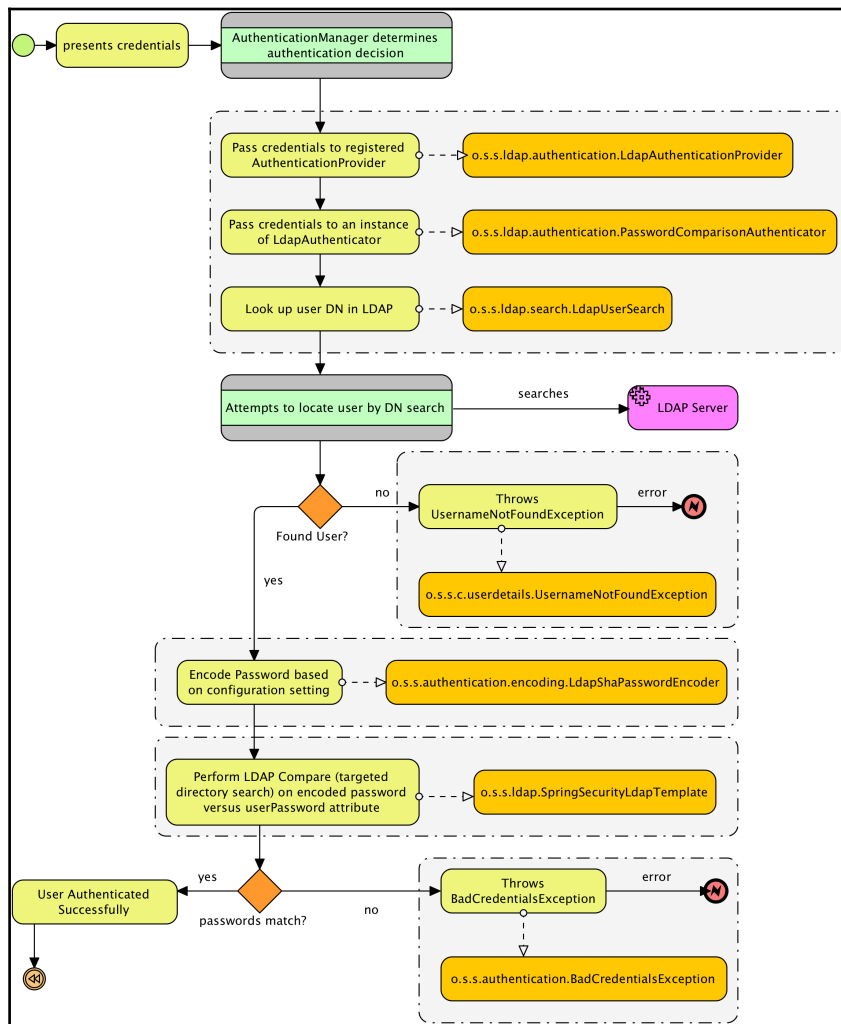 presents credentials
AuthenticationManager determines
authentication decision
Pass credentials to registered
AuthenticationProvider
o.s.s.ldap.authentication.LdapAuthenticationProvider
Pass credentials to an instance
of LdapAuthenticator
o.s.s.ldap.authentication.PasswordComparisonAuthenticator
Look up user DN in LDAP
o.s.s.ldap.search.LdapUserSearch
Attempts to locate user by DN search
searches
LDAP Server
Found User?
no
Throws
UsernameNotFoundException
error
o.s.s.c.userdetails.UsernameNotFoundException
yes
Encode Password based
on configuration setting
o.s.s.authentication.encoding.LdapShaPasswordEncoder
Perform LDAP Compare (targeted
directory search) on encoded password
versus userPassword attribute
o.s.s.ldap.SpringSecurityLdapTemplate
User Authenticated
Successfully
yes
passwords match?
no
Throws
BadCredentialsException
error
o.s.s.authentication.BadCredentialsException